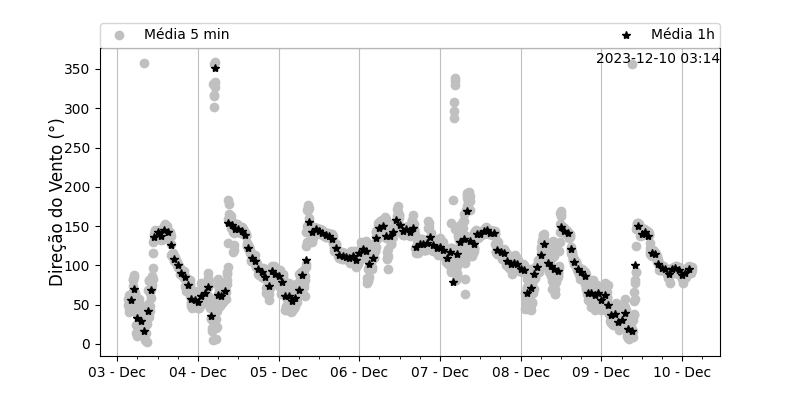 Média 5 min
Média 1h
2023-12-10 03:14
Direção do Vento (°)
350
300
250
200
150
100
50
0
03 - Dec
04 - Dec
05 - Dec
06 - Dec
07 - Dec
08 - Dec
09 - Dec
10 - Dec